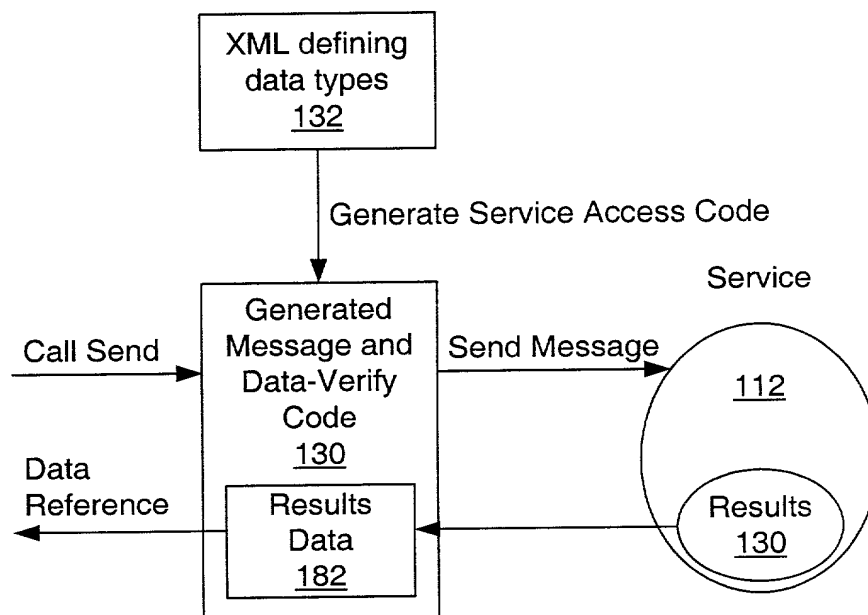 XML defining
data types
132
Generate Service Access Code
Service
Generated
Message and
Data-Verify
Code
130
Call Send
Send Message
112
Data
Reference
Results
Data
182
Results
130